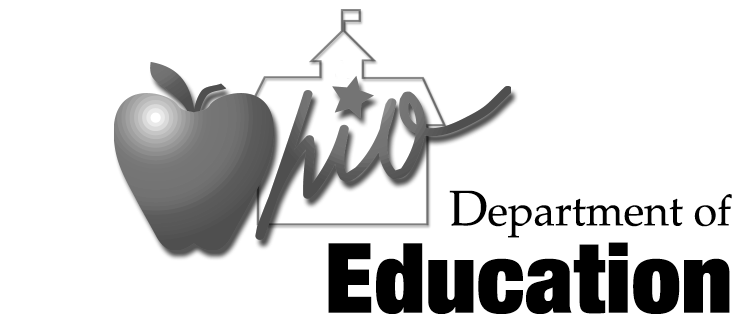 Ohio
Department of
Education